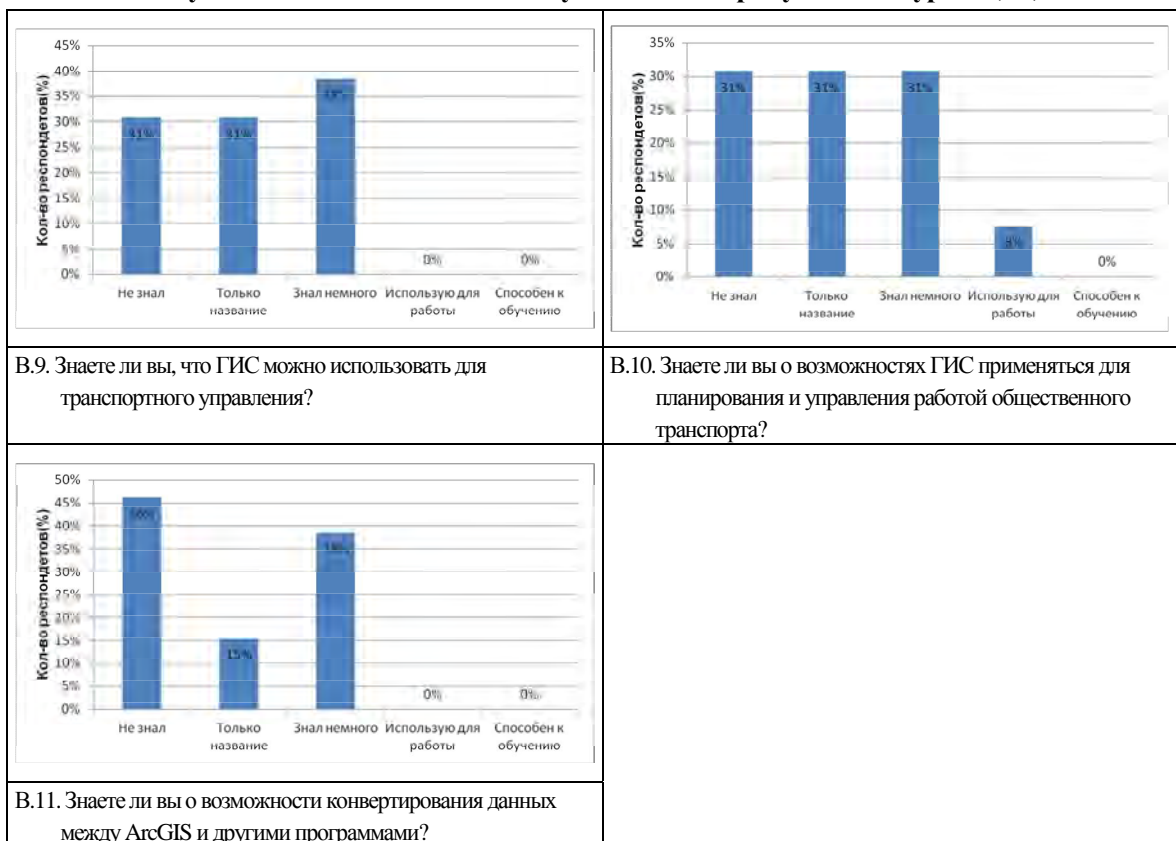 45%
40%
35%
30%
25%
20%
15%
10%
5%
0%
Кол-во респондетов(%)
31%
31%
0%
0%
Не знал
Только название
Знал немного
Использую для работы
Способен к обучению
35%
30%
25%
20%
15%
10%
5%
0%
Кол-во респондетов(%)
31%
31%
31%
8%
0%
Не знал
Только название
Знал немного
Использую для работы
Способен к обучению
В.9. Знаете ли вы, что ГИС можно использовать для
транспортного управления?
В.10. Знаете ли вы о возможностях ГИС применяться для
планирования и управления работой общественного
транспорта?
50%
45%
40%
35%
30%
25%
20%
15%
10%
5%
0%
Кол-во респондетов(%)
15%
0%
0%
Не знал
Только название
Знал немного
Использую для работы
Способен к обучению
В.11. Знаете ли вы о возможности конвертирования данных
между ArcGIS и другими программами?